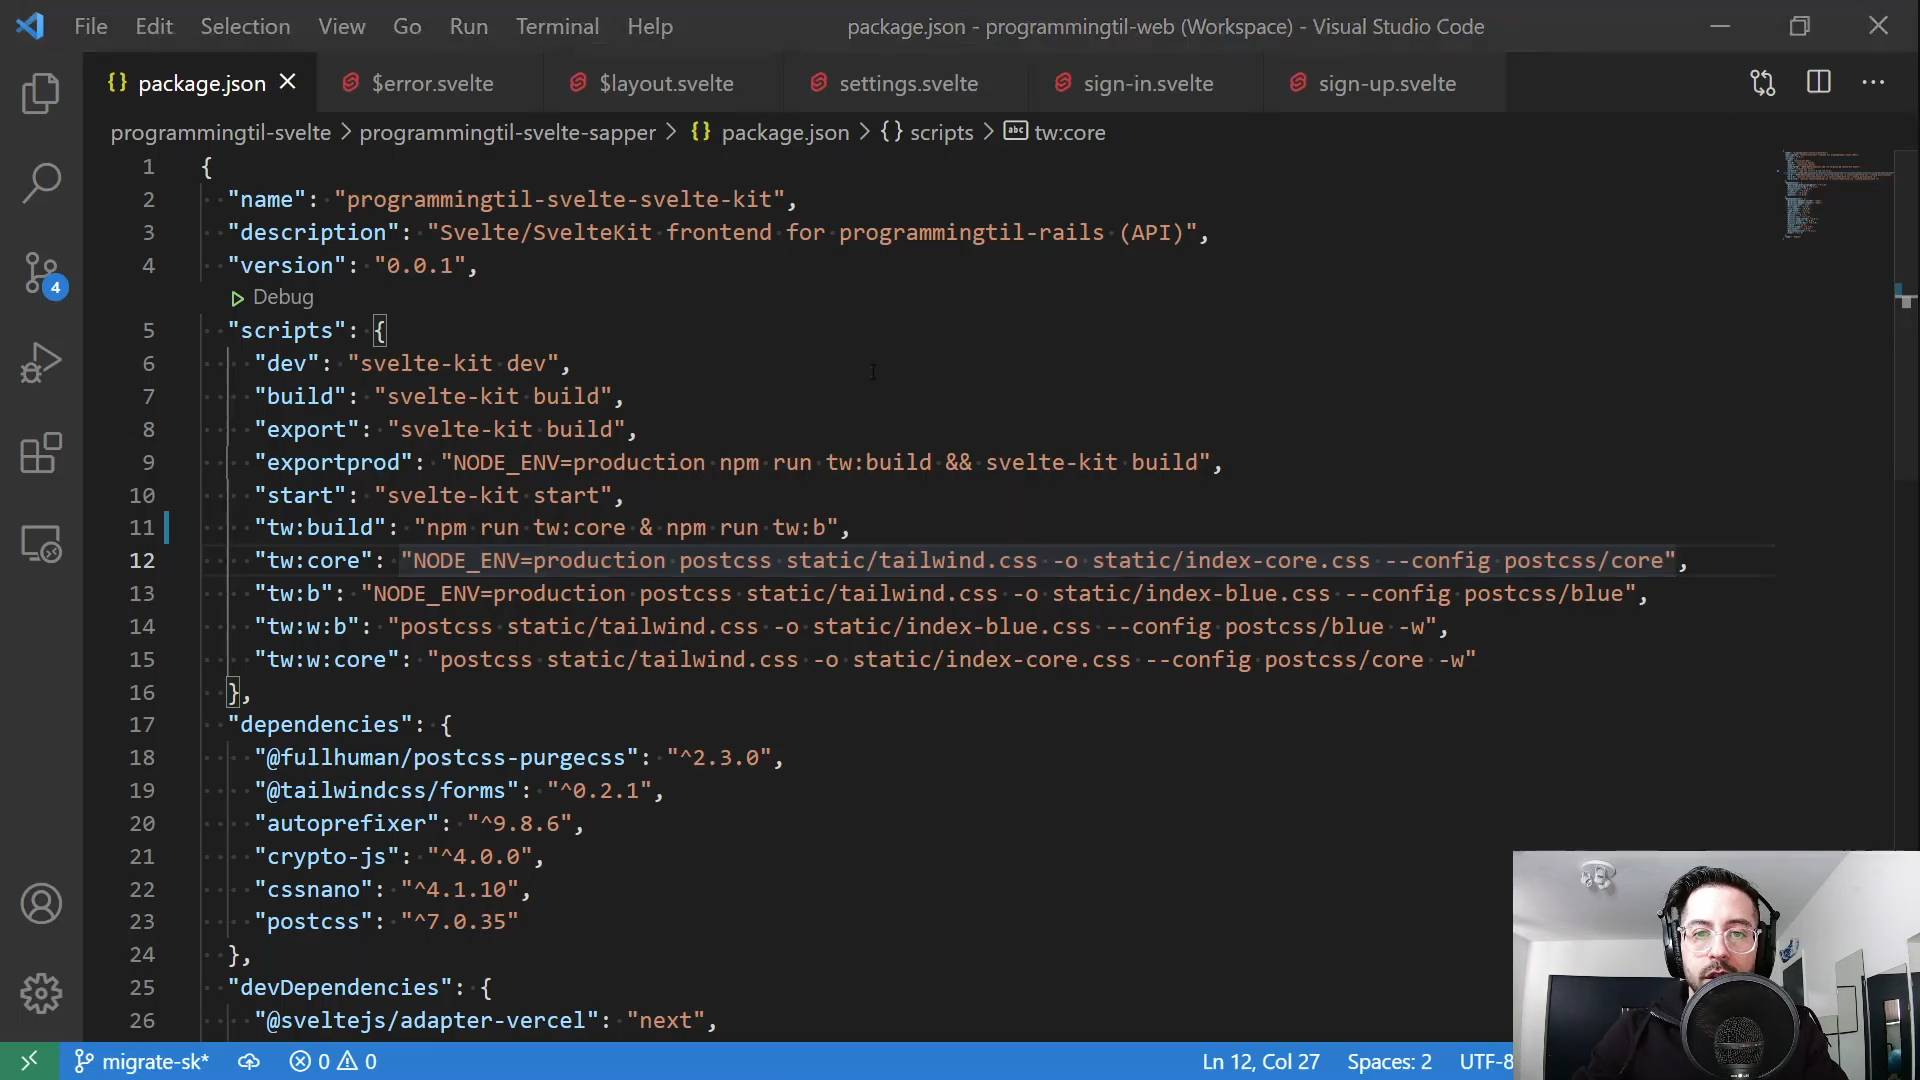 File Edit Selection View Go Run Terminal Help package.json - programmingtil-web (Workspace) - Visual Studio Code
{} package.json $error.svelte $layout.svelte settings.svelte sign-in.svelte sign-up.svelte
programmingtil-svelte > programmingtil-svelte-sapper > {} package.json > {} scripts > abc tw:core
1 {
2 "name": "programmingtil-svelte-svelte-kit",
3 "description": "Svelte/SvelteKit frontend for programmingtil-rails (API)",
4 "version": "0.0.1",
Debug
5 "scripts": {
6 "dev": "svelte-kit dev",
7 "build": "svelte-kit build",
8 "export": "svelte-kit build",
9 "exportprod": "NODE_ENV=production npm run tw:build && svelte-kit build",
10 "start": "svelte-kit start",
11 "tw:build": "npm run tw:core & npm run tw:b",
12 "tw:core": "NODE_ENV=production postcss static/tailwind.css -o static/index-core.css --config postcss/core",
13 "tw:b": "NODE_ENV=production postcss static/tailwind.css -o static/index-blue.css --config postcss/blue",
14 "tw:w:b": "postcss static/tailwind.css -o static/index-blue.css --config postcss/blue -w",
15 "tw:w:core": "postcss static/tailwind.css -o static/index-core.css --config postcss/core -w"
16 },
17 "dependencies": {
18 "@fullhuman/postcss-purgecss": "^2.3.0",
19 "@tailwindcss/forms": "^0.2.1",
20 "autoprefixer": "^9.8.6",
21 "crypto-js": "^4.0.0",
22 "cssnano": "^4.1.10",
23 "postcss": "^7.0.35"
24 },
25 "devDependencies": {
26 "@sveltejs/adapter-vercel": "next",
4
migrate-sk* 0 0 Ln 12, Col 27 Spaces: 2 UTF-8